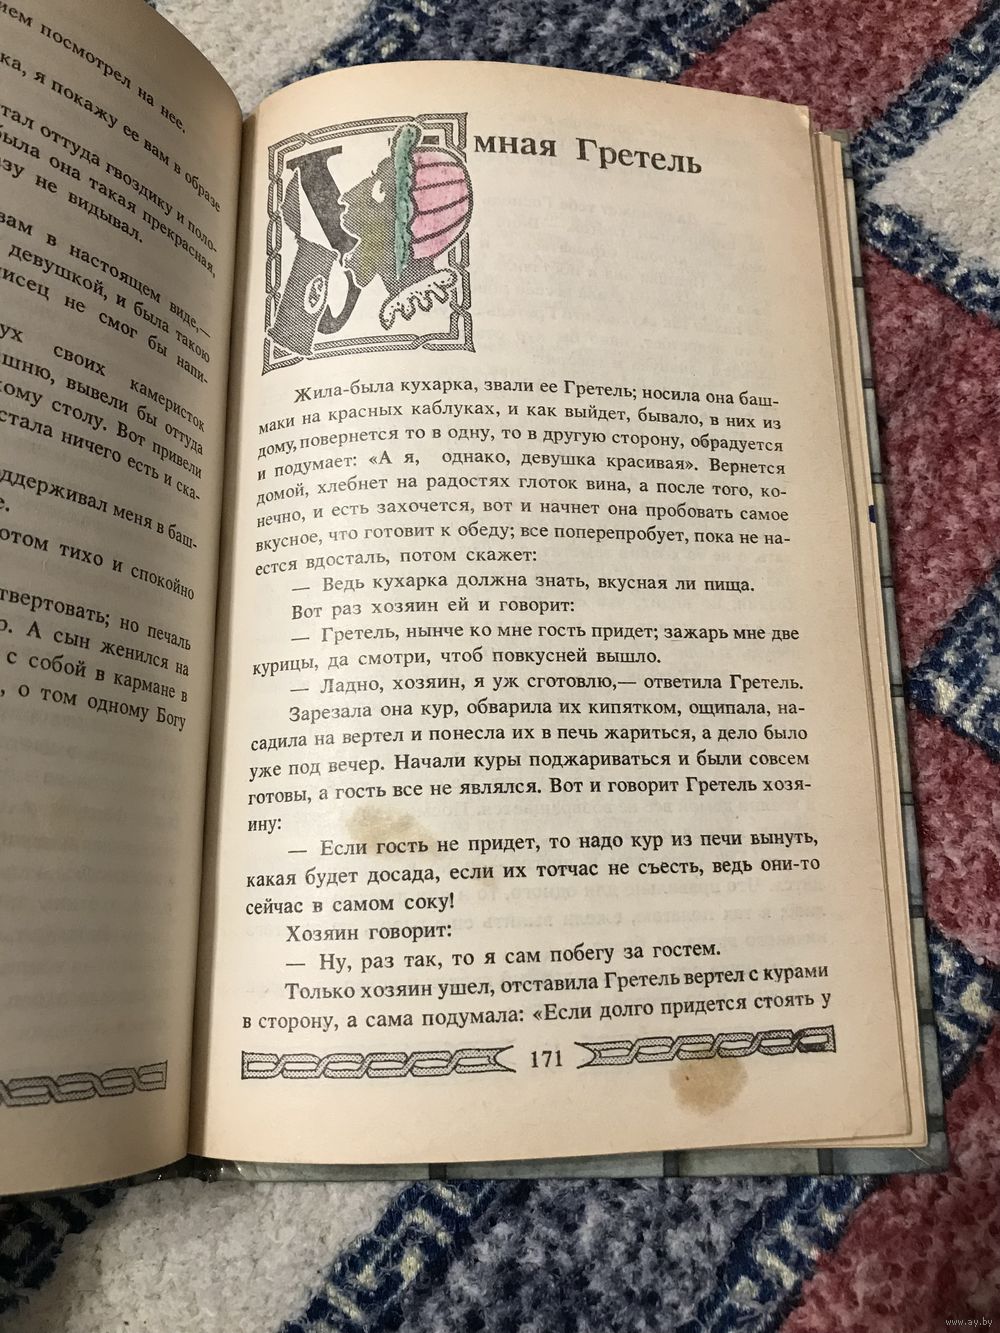 ием посмотрел на нее.
ка, я покажу ее вам в образе
тал оттуда гвоздику и поло-
была она такая прекрасная,
зу не видывал.
вам в настоящем виде,—
девушкой, и была такою
писец не смог бы напи-
ух своих камеристок
ашню, вывели бы оттуда
кому столу. Вот привели
стала ничего есть и ска-
оддерживал меня в баш-
е.
отом тихо и спокойно
твертовать; но печаль
р. А сын женился на
с собой в кармане в
, о том одному Богу
Умная Гретель
Жила-была кухарка, звали ее Гретель; носила она баш-
маки на красных каблуках, и как выйдет, бывало, в них из
дому, повернется то в одну, то в другую сторону, обрадуется
и подумает: «А я, однако, девушка красивая». Вернется
домой, хлебнет на радостях глоток вина, а после того, ко-
нечно, и есть захочется, вот и начнет она пробовать самое
вкусное, что готовит к обеду; все поперепробует, пока не на-
естся вдосталь, потом скажет:
— Ведь кухарка должна знать, вкусная ли пища.
Вот раз хозяин ей и говорит:
— Гретель, нынче ко мне гость придет; зажарь мне две
курицы, да смотри, чтоб повкусней вышло.
— Ладно, хозяин, я уж сготовлю,— ответила Гретель.
Зарезала она кур, обварила их кипятком, ощипала, на-
садила на вертел и понесла их в печь жариться, а дело было
уже под вечер. Начали куры поджариваться и были совсем
готовы, а гость все не являлся. Вот и говорит Гретель хозя-
ину:
— Если гость не придет, то надо кур из печи вынуть,
какая будет досада, если их тотчас не съесть, ведь они-то
сейчас в самом соку!
Хозяин говорит:
— Ну, раз так, то я сам побегу за гостем.
Только хозяин ушел, отставила Гретель вертел с курами
в сторону, а сама подумала: «Если долго придется стоять у
171
www.ay.by